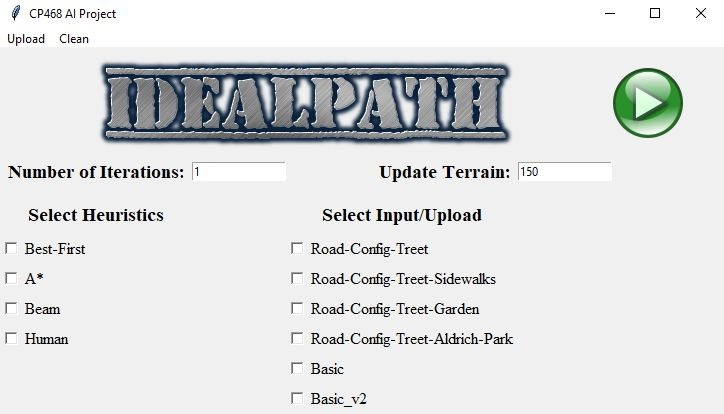 CP468 AI Project
Upload Clean
IDEALPATH
Number of Iterations: 1 Update Terrain: 150
Select Heuristics Select Input/Upload
Best-First Road-Config-Treet
A* Road-Config-Treet-Sidewalks
Beam Road-Config-Treet-Garden
Human Road-Config-Treet-Aldrich-Park
Basic
Basic_v2